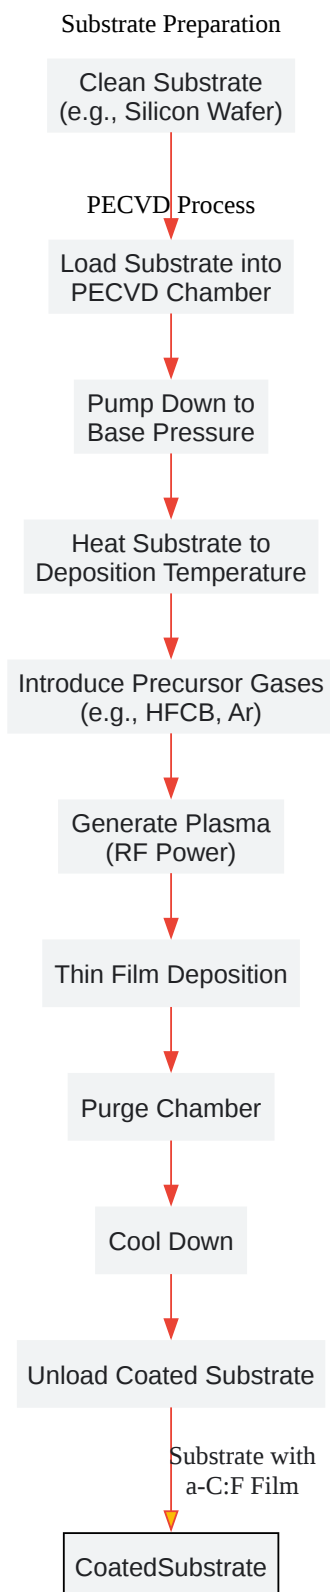 Substrate Preparation
Clean Substrate
(e.g., Silicon Wafer)
PECVD Process
Load Substrate into
PECVD Chamber
Pump Down to
Base Pressure
Heat Substrate to
Deposition Temperature
Introduce Precursor Gases
(e.g., HFCB, Ar)
Generate Plasma
(RF Power)
Thin Film Deposition
Purge Chamber
Cool Down
Unload Coated Substrate
Substrate with
a-C:F Film
CoatedSubstrate